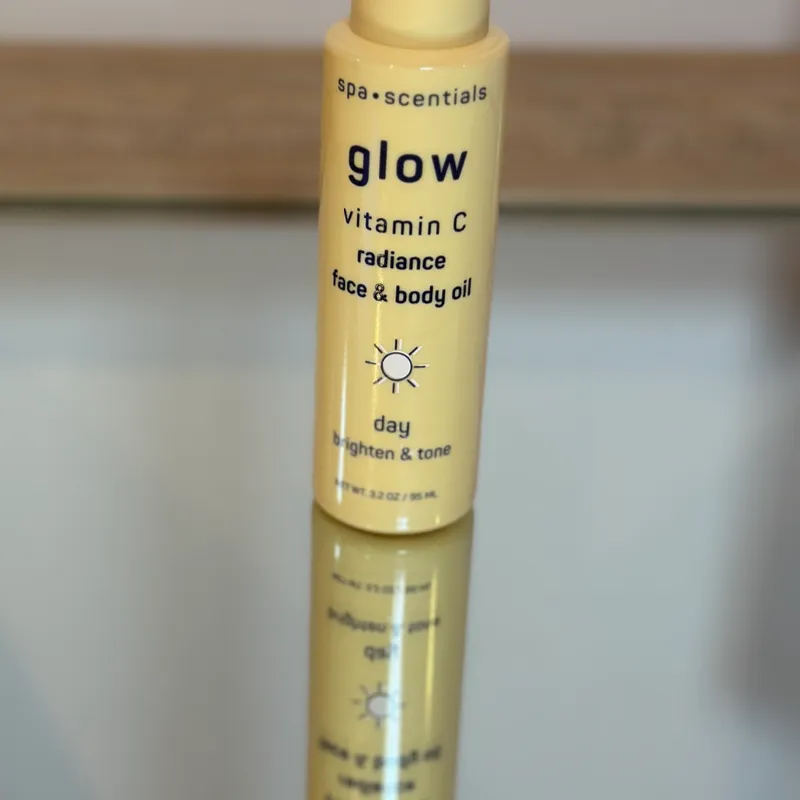 spa•scentials
glow
vitamin C
radiance
face & body oil
day
brighten & tone
NET WT. 3.2 OZ / 95 ML